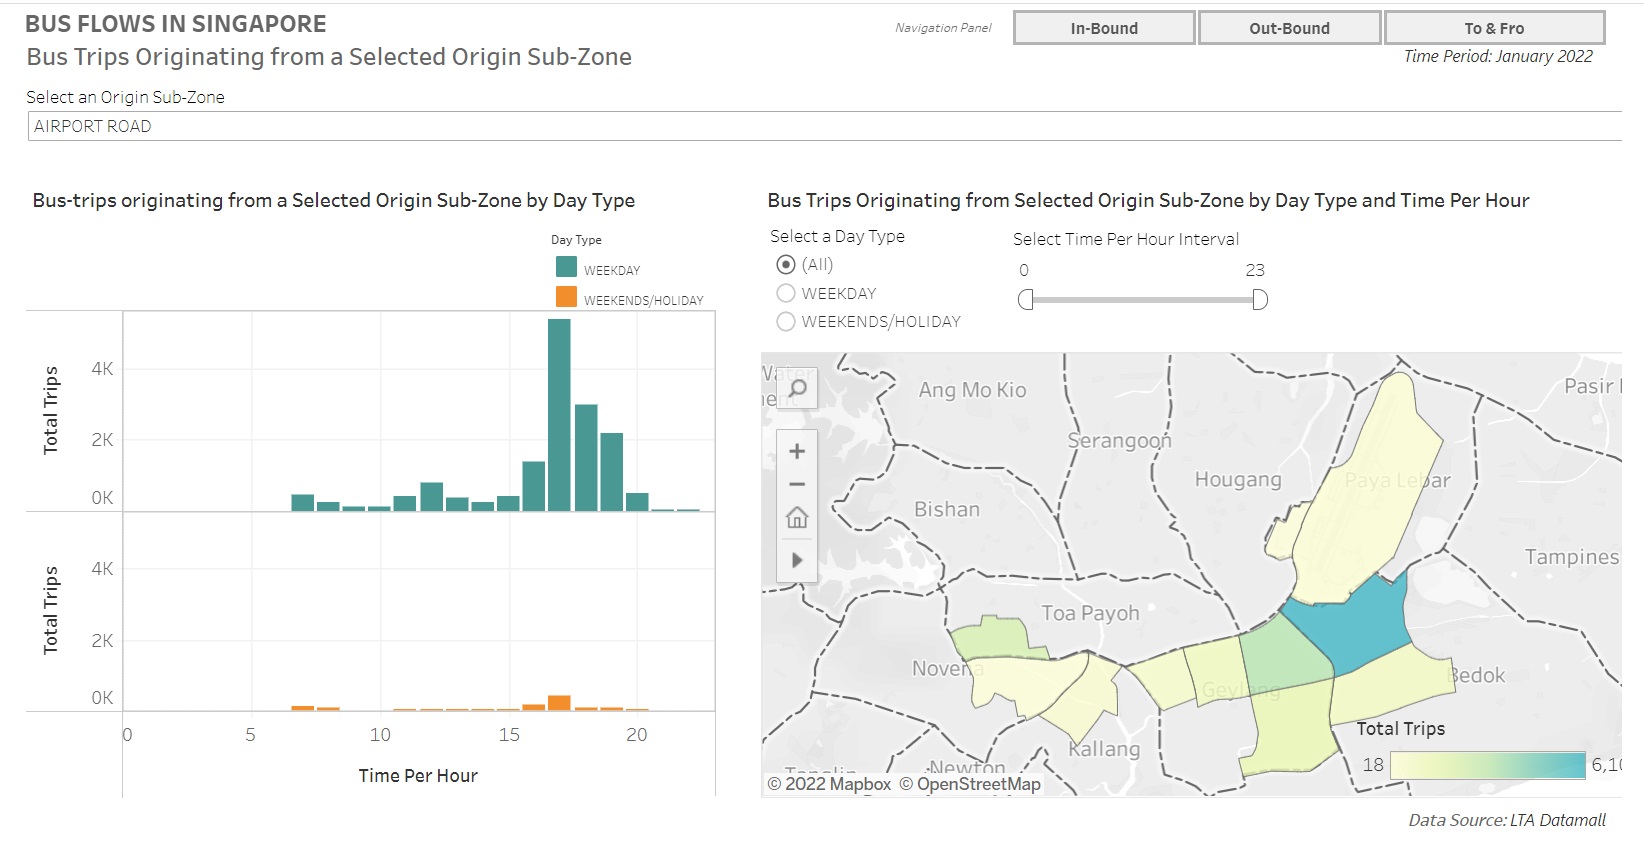 BUS FLOWS IN SINGAPORE
Navigation Panel
In-Bound
Out-Bound
To & Fro
Bus Trips Originating from a Selected Origin Sub-Zone
Time Period: January 2022
Select an Origin Sub-Zone
AIRPORT ROAD
Bus-trips originating from a Selected Origin Sub-Zone by Day Type
Day Type
WEEKDAY
WEEKENDS/HOLIDAY
Total Trips
4K
2K
0K
Total Trips
4K
2K
0K
0
5
10
15
20
Time Per Hour
Bus Trips Originating from Selected Origin Sub-Zone by Day Type and Time Per Hour
Select a Day Type
(All)
WEEKDAY
WEEKENDS/HOLIDAY
Select Time Per Hour Interval
0
23
Ang Mo Kio
Pasir
Serangoon
Hougang
Paya Lebar
Bishan
Tampines
Toa Payoh
Novena
Geylang
Bedok
Kallang
Newton
Total Trips
18
6,10
© 2022 Mapbox © OpenStreetMap
Data Source: LTA Datamall